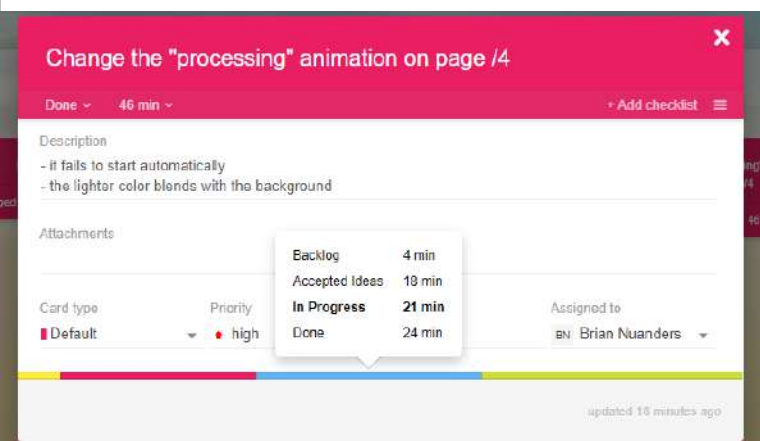 Change the "processing" animation on page /4
Done
46 min
+ Add checklist
Description
- it fails to start automatically
- the lighter color blends with the background
Attachments
Backlog 4 min
Accepted Ideas 18 min
In Progress 21 min
Done 24 min
Card type
Priority
Assigned to
Default
high
BN Brian Nuanders
updated 18 minutes ago